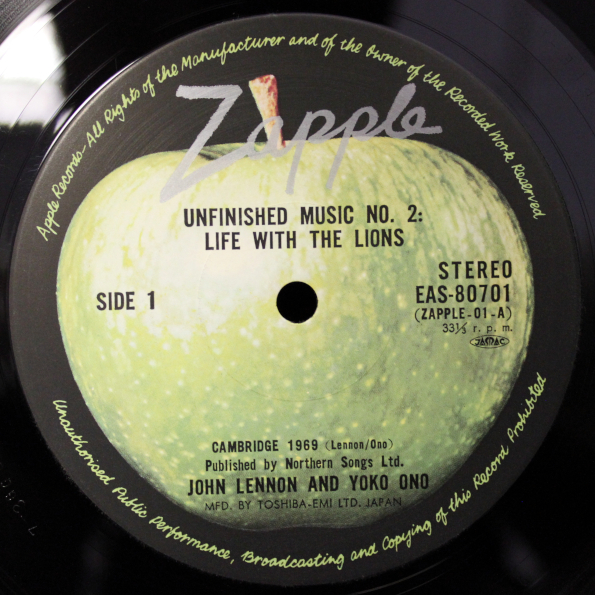 Apple Records-All Rights of the Manufacturer and of the Owner of the Recorded Work Reserved
Zapple
UNFINISHED MUSIC NO. 2:
LIFE WITH THE LIONS
SIDE 1
STEREO
EAS-80701
(ZAPPLE-01-A)
33⅓ r. p. m.
JASRAC
CAMBRIDGE 1969 (Lennon/Ono)
Published by Northern Songs Ltd.
JOHN LENNON AND YOKO ONO
MFD. BY TOSHIBA-EMI LTD. JAPAN
Unauthorised Public Performance, Broadcasting and Copying of this Record Prohibited